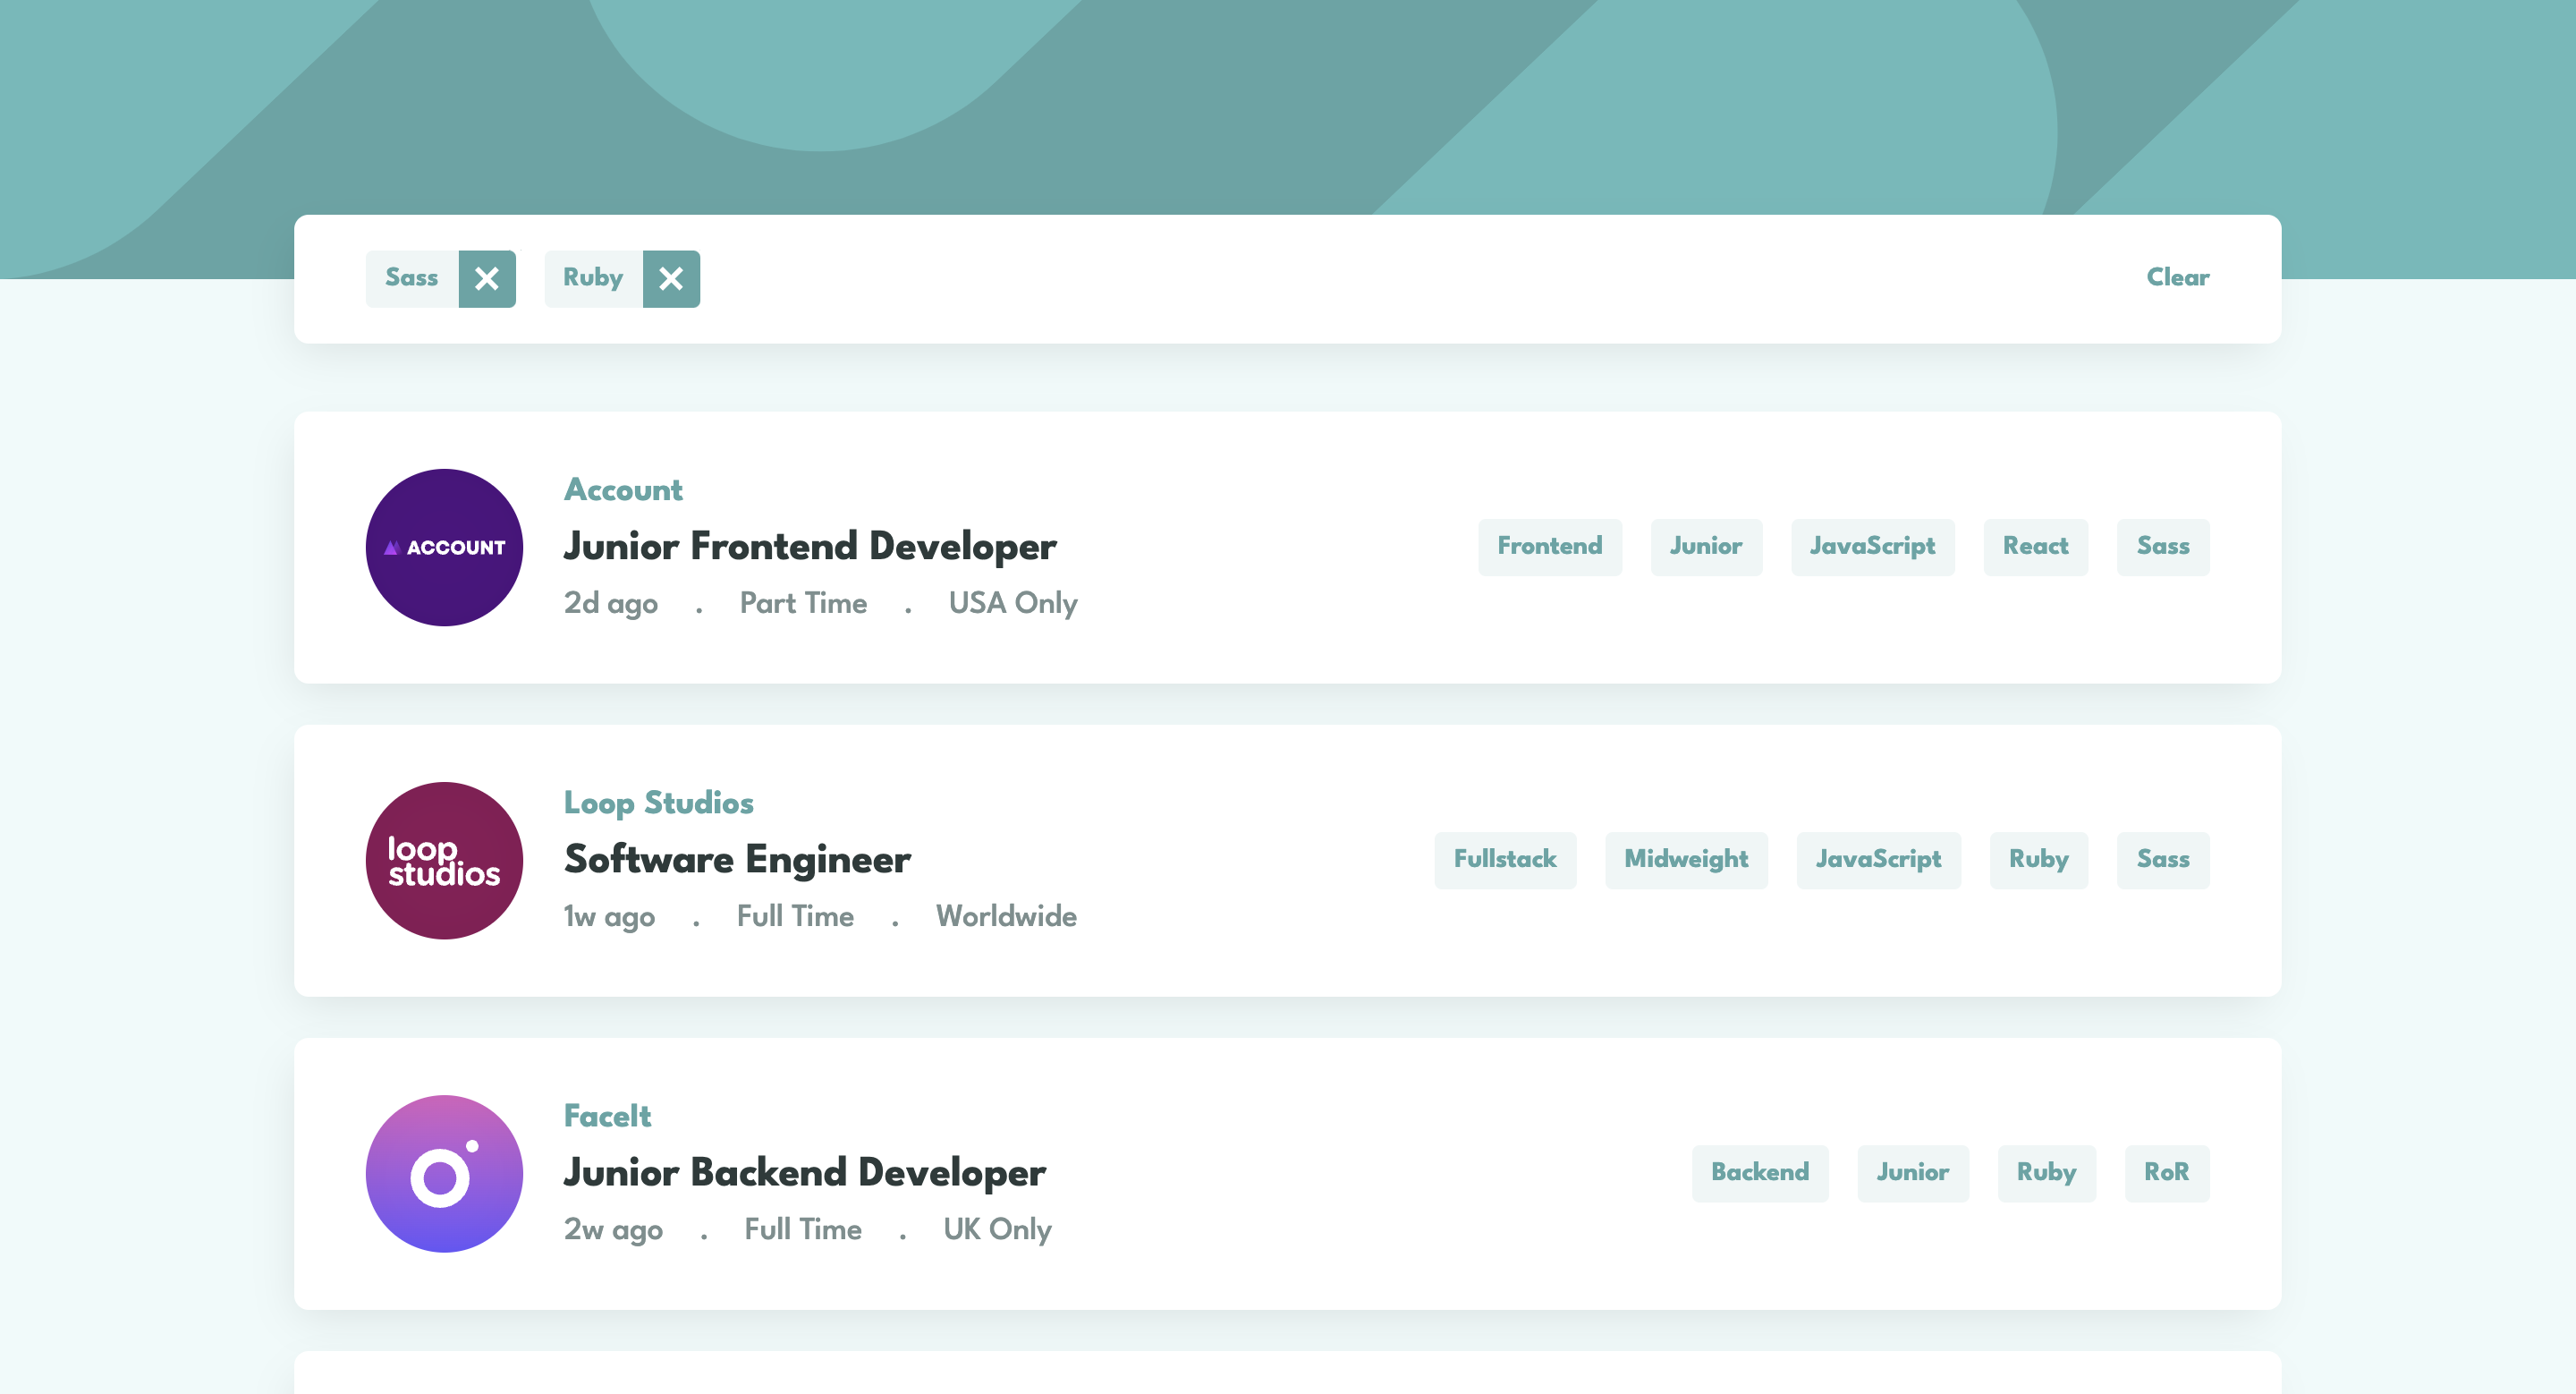 Sass Ruby Clear
ACCOUNT
Account
Junior Frontend Developer
2d ago . Part Time . USA Only
Frontend Junior JavaScript React Sass
loop
studios
Loop Studios
Software Engineer
1w ago . Full Time . Worldwide
Fullstack Midweight JavaScript Ruby Sass
FaceIt
Junior Backend Developer
2w ago . Full Time . UK Only
Backend Junior Ruby RoR